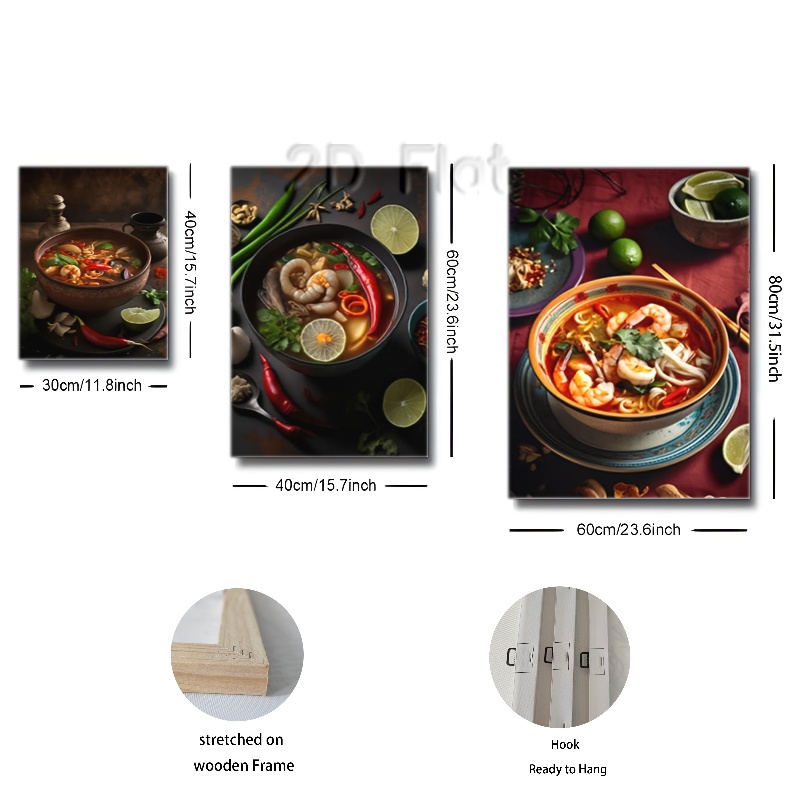 2D Flat
40cm/15.7inch
30cm/11.8inch
60cm/23.6inch
40cm/15.7inch
80cm/31.5inch
60cm/23.6inch
stretched on
wooden Frame
Hook
Ready to Hang